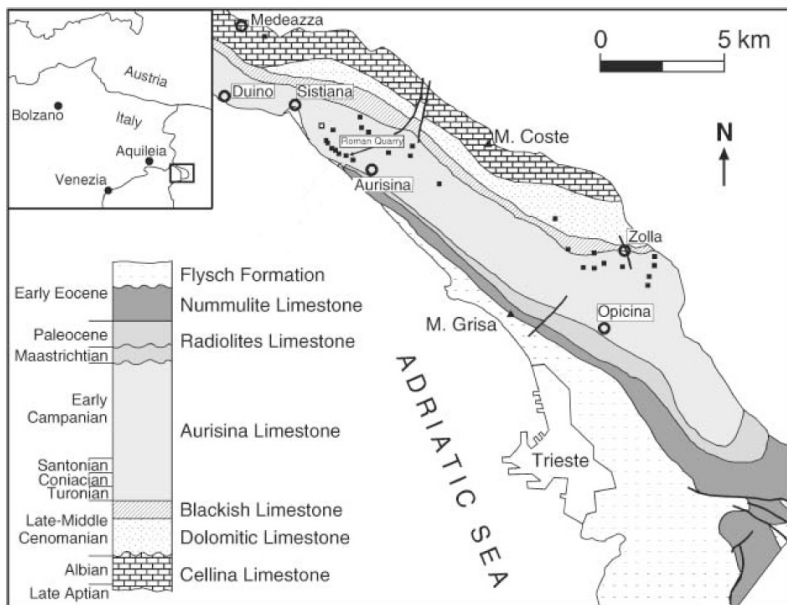 Medeazza
0 5 km
Austria
Duino
Sistiana
Italy
Bolzano
M. Coste
N
Roman Quarry
Aquileia
Aurisina
Venezia
Zolla
Flysch Formation
Early Eocene
Nummulite Limestone
M. Grisa
Opicina
Paleocene
Radiolites Limestone
Maastrichtian
ADRIATIC SEA
Early
Campanian
Aurisina Limestone
Trieste
Santonian
Coniacian
Turonian
Blackish Limestone
Late-Middle
Cenomanian
Dolomitic Limestone
Albian
Cellina Limestone
Late Aptian